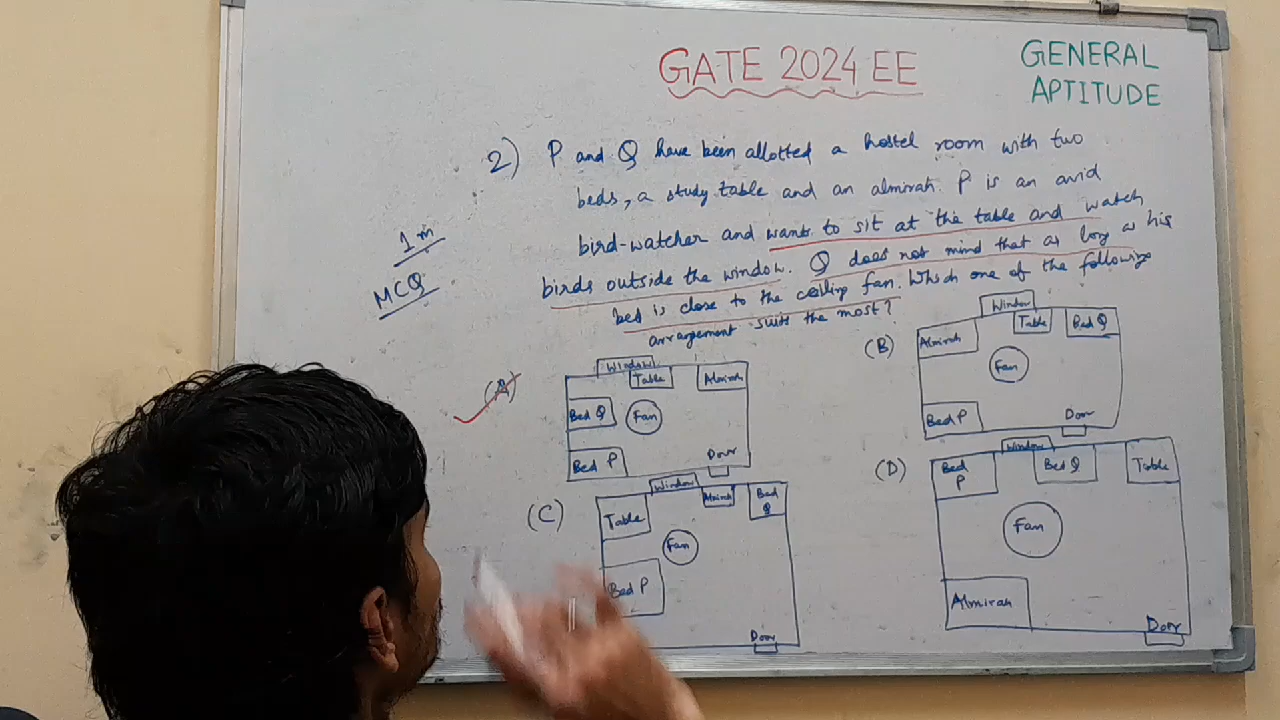 GATE 2024 EE
GENERAL
APTITUDE
2) P and Q have been allotted a hostel room with two
beds, a study table and an almirah. P is an avid
bird-watcher and wants to sit at the table and watch
birds outside the window. Q does not mind that as long as his
bed is close to the ceiling fan. Which one of the following
arrangement suits the most?
1 m
MCQ
(A)
Window
Table
Almirah
Bed Q
Fan
Bed P
Door
(B)
Window
Almirah
Table
Bed Q
Fan
Bed P
Door
(C)
Window
Table
Almirah
Bed
Q
Fan
Bed P
Door
(D)
Window
Bed
P
Bed Q
Table
Fan
Almirah
Door